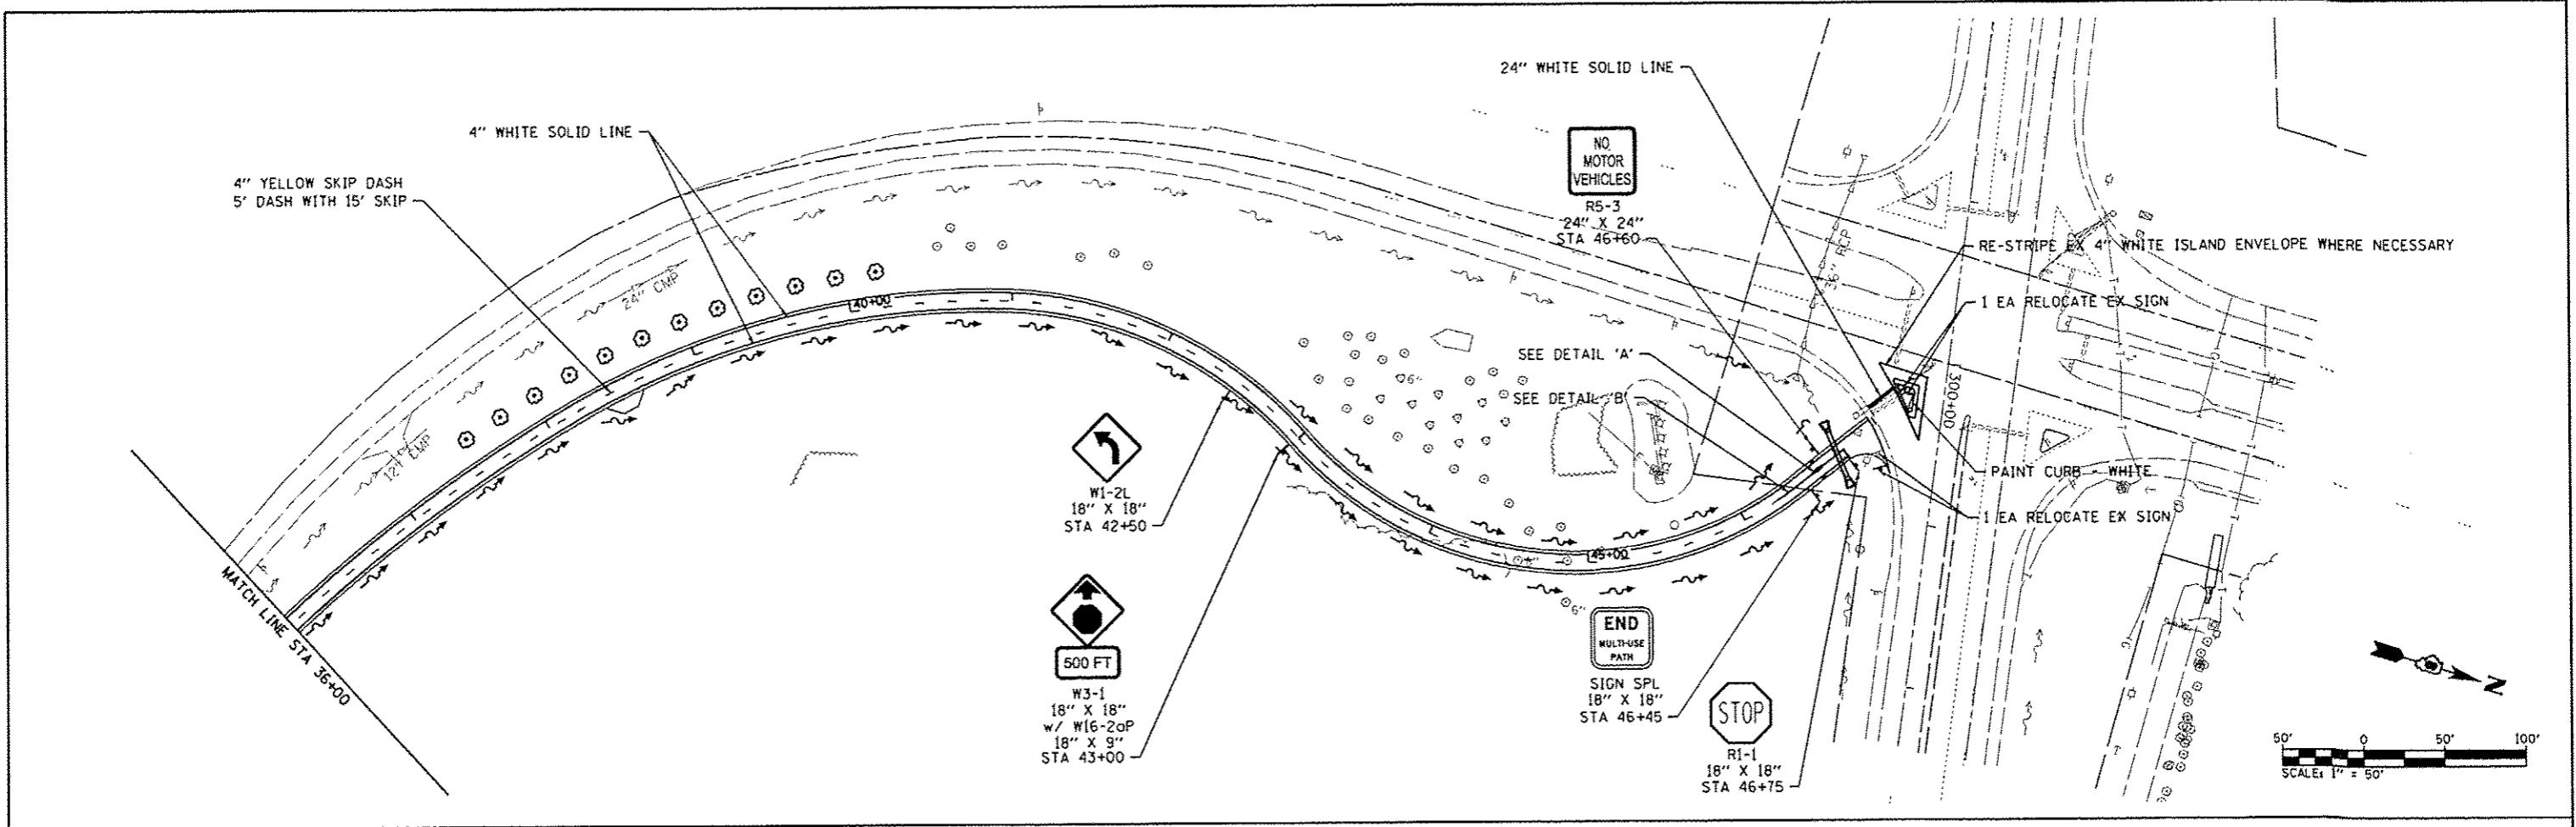 24" WHITE SOLID LINE
4" WHITE SOLID LINE
4" YELLOW SKIP DASH
5' DASH WITH 15' SKIP
NO
MOTOR
VEHICLES
R5-3
24" X 24"
STA 46+60
36" RCP
RE-STRIPE EX 4" WHITE ISLAND ENVELOPE WHERE NECESSARY
1 EA RELOCATE EX SIGN
24" CMP
40+00
SEE DETAIL 'A'
SEE DETAIL 'B'
6"
300+00
12" CMP
PAINT CURB - WHITE
1 EA RELOCATE EX SIGN
W1-2L
18" X 18"
STA 42+50
45+00
6"
MATCH LINE STA 36+00
500 FT
W3-1
18" X 18"
w/ W16-2aP
18" X 9"
STA 43+00
END
MULTI-USE
PATH
SIGN SPL
18" X 18"
STA 46+45
STOP
R1-1
18" X 18"
STA 46+75
N
50' 0 50' 100'
SCALE: 1" = 50'